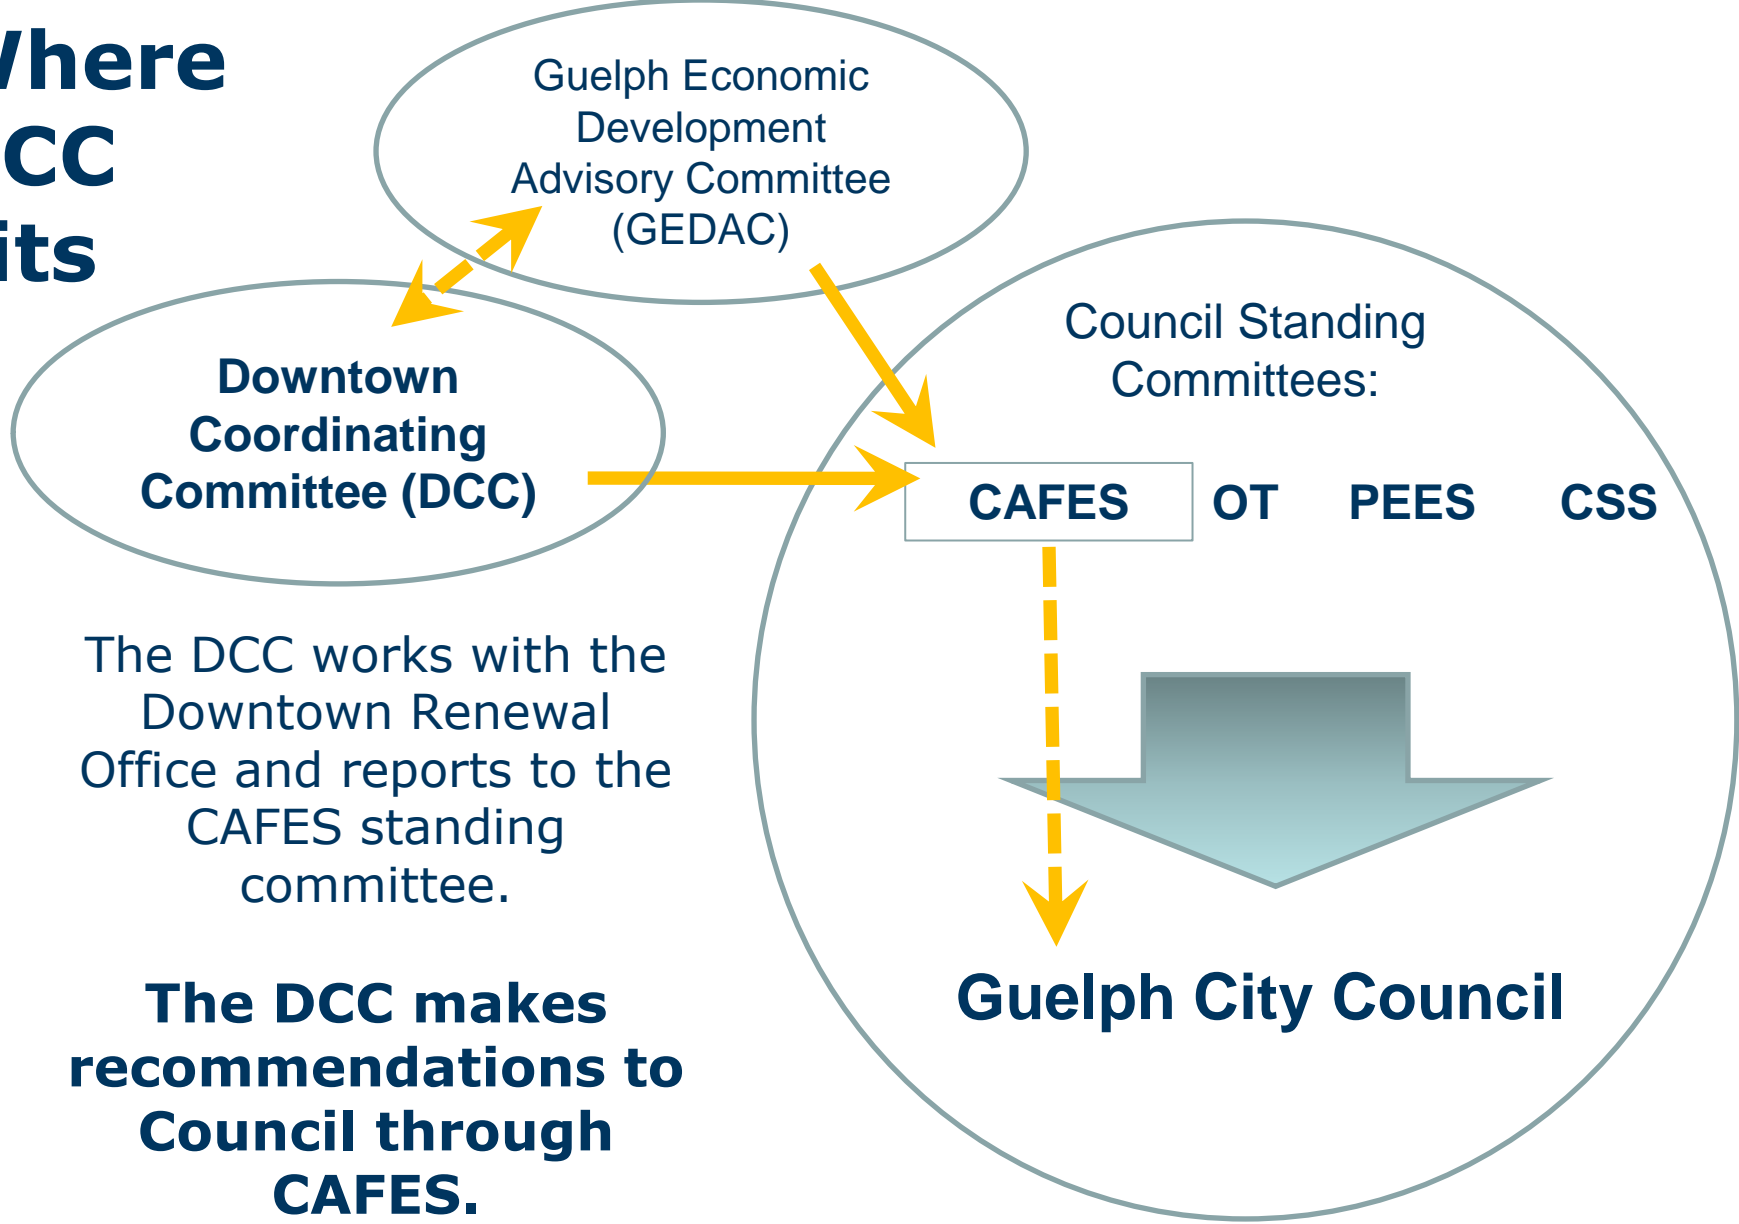 Where
DCC
its
Guelph Economic
Development
Advisory Committee
(GEDAC)
Downtown
Coordinating
Committee (DCC)
Council Standing
Committees:
CAFES OT PEES CSS
The DCC works with the
Downtown Renewal
Office and reports to the
CAFES standing
committee.
The DCC makes
recommendations to
Council through
CAFES.
Guelph City Council